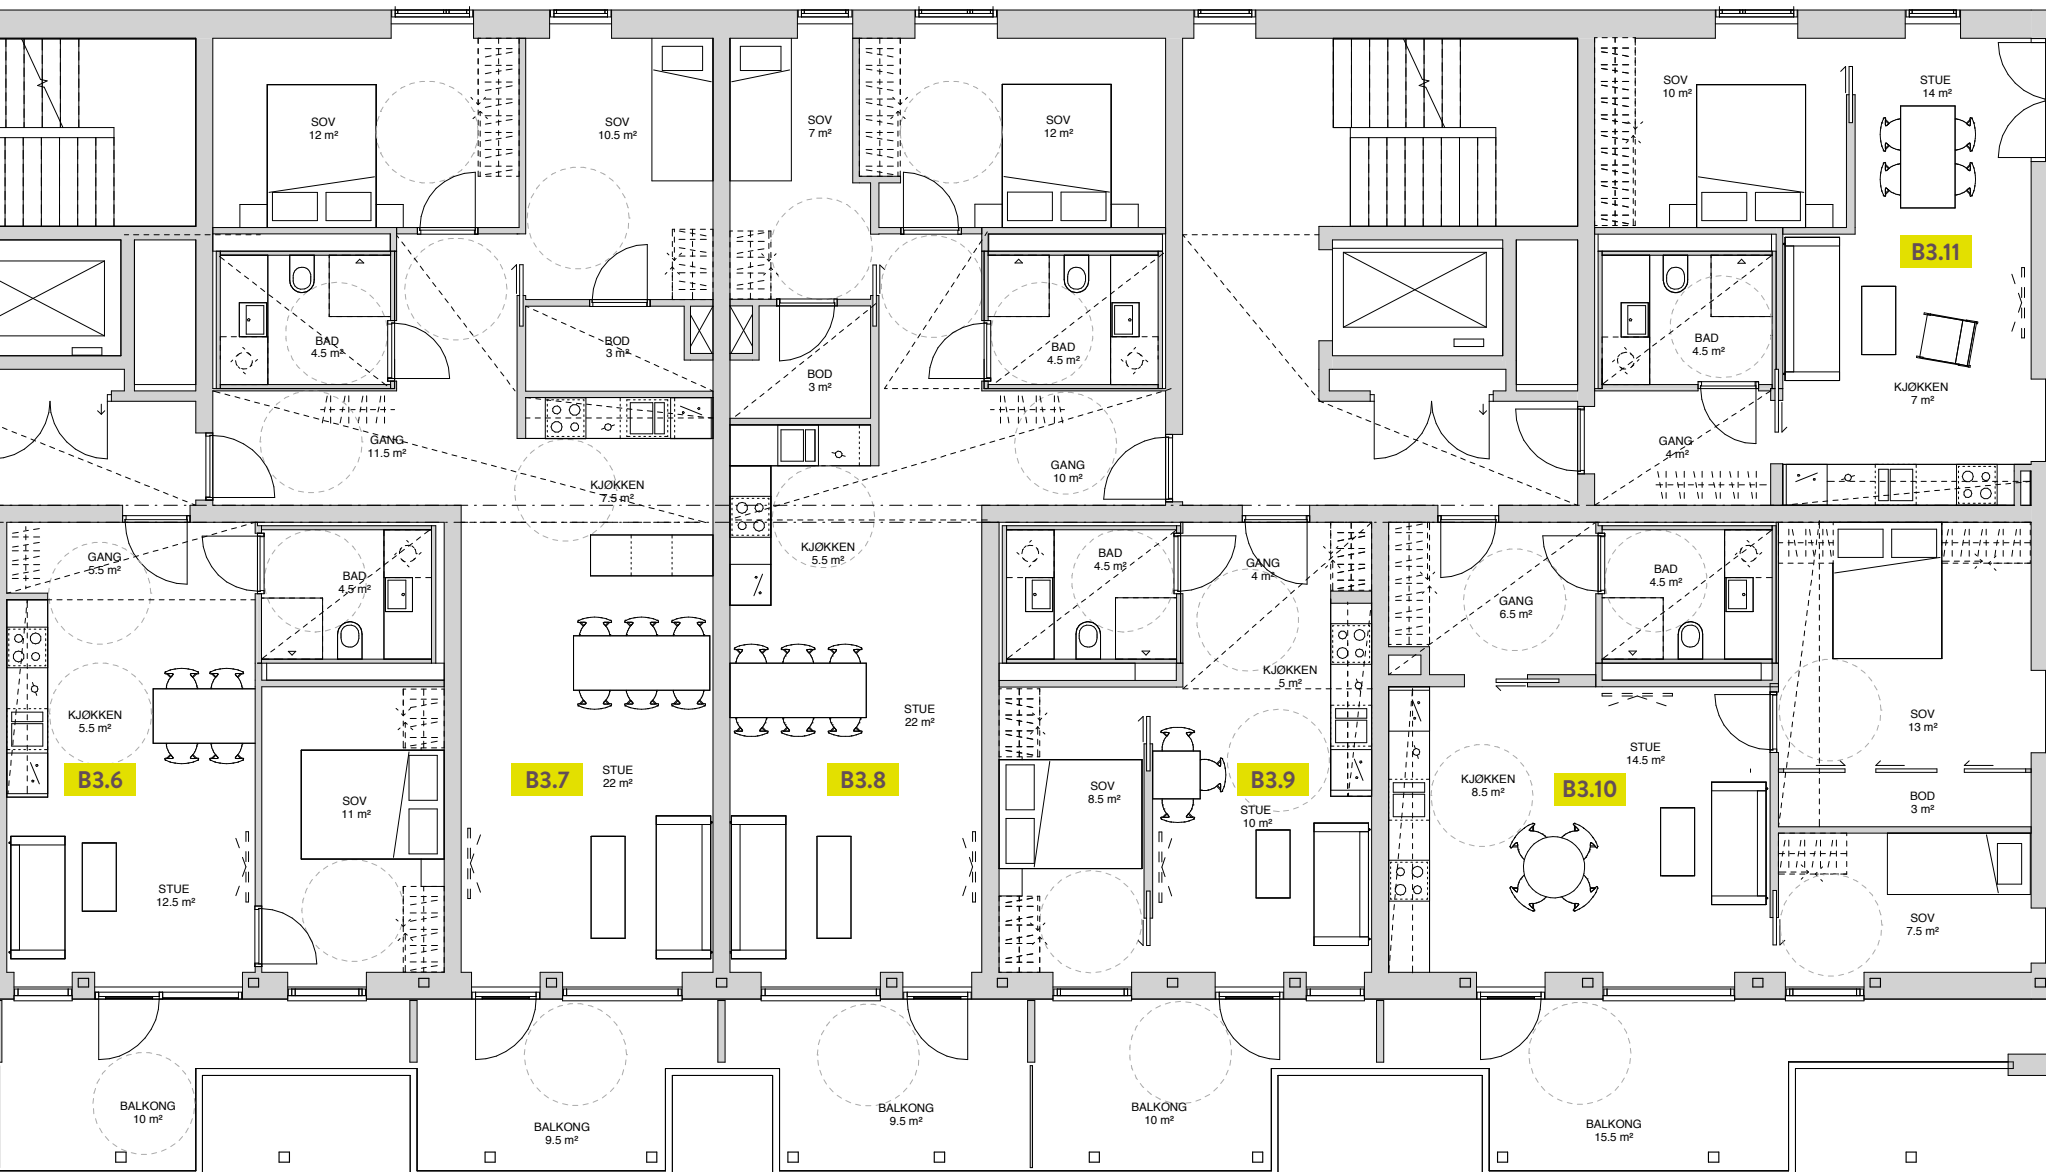 SOV
12 m²
SOV
10.5 m²
SOV
7 m²
SOV
12 m²
SOV
10 m²
STUE
14 m²
B3.11
BAD
4.5 m²
BOD
3 m²
BOD
3 m²
BAD
4.5 m²
BAD
4.5 m²
KJØKKEN
7 m²
GANG
11.5 m²
KJØKKEN
7.5 m²
GANG
10 m²
GANG
4 m²
GANG
5.5 m²
BAD
4.5 m²
KJØKKEN
5.5 m²
BAD
4.5 m²
GANG
4 m²
GANG
6.5 m²
BAD
4.5 m²
KJØKKEN
5.5 m²
STUE
22 m²
KJØKKEN
5 m²
SOV
13 m²
B3.6
SOV
11 m²
B3.7
STUE
22 m²
B3.8
SOV
8.5 m²
B3.9
STUE
10 m²
KJØKKEN
8.5 m²
STUE
14.5 m²
B3.10
BOD
3 m²
STUE
12.5 m²
SOV
7.5 m²
BALKONG
10 m²
BALKONG
9.5 m²
BALKONG
9.5 m²
BALKONG
10 m²
BALKONG
15.5 m²